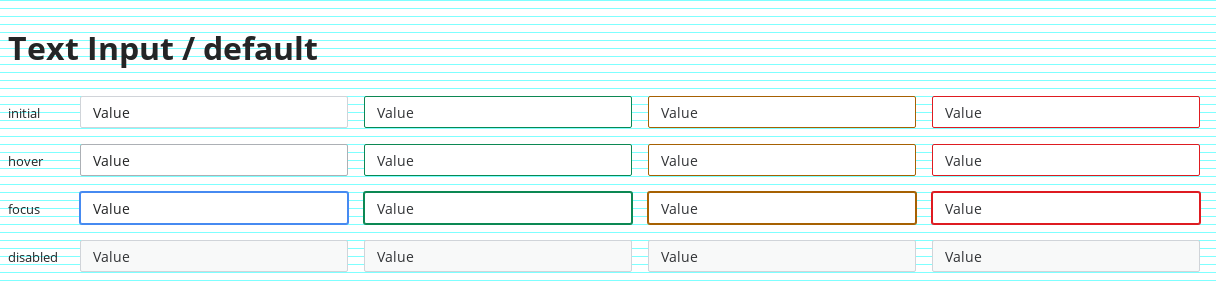 Text Input / default
initial Value Value Value Value
hover Value Value Value Value
focus Value Value Value Value
disabled Value Value Value Value